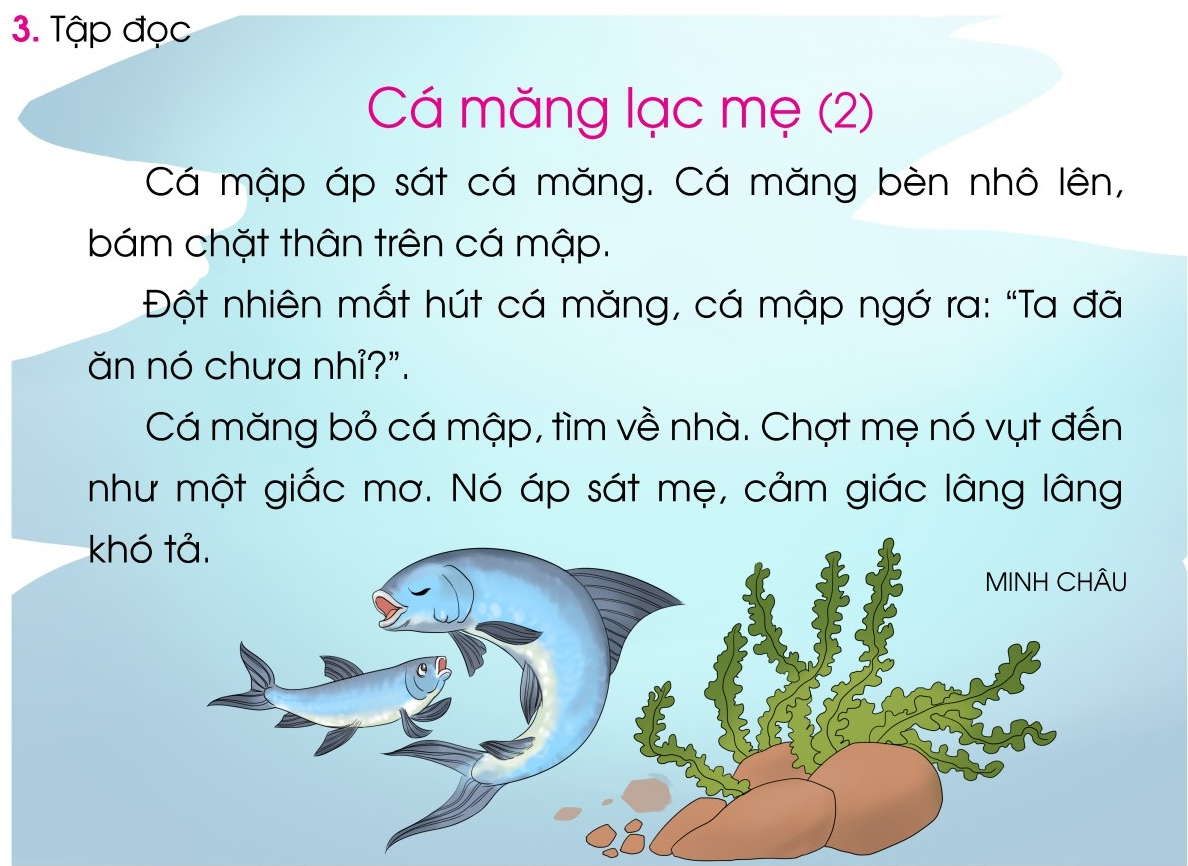 3. Tập đọc
Cá măng lạc mẹ (2)
Cá mập áp sát cá măng. Cá măng bèn nhô lên,
bám chặt thân trên cá mập.
Đột nhiên mất hút cá măng, cá mập ngớ ra: “Ta đã
ăn nó chưa nhỉ?”.
Cá măng bỏ cá mập, tìm về nhà. Chợt mẹ nó vụt đến
như một giấc mơ. Nó áp sát mẹ, cảm giác lâng lâng
khó tả.
MINH CHÂU